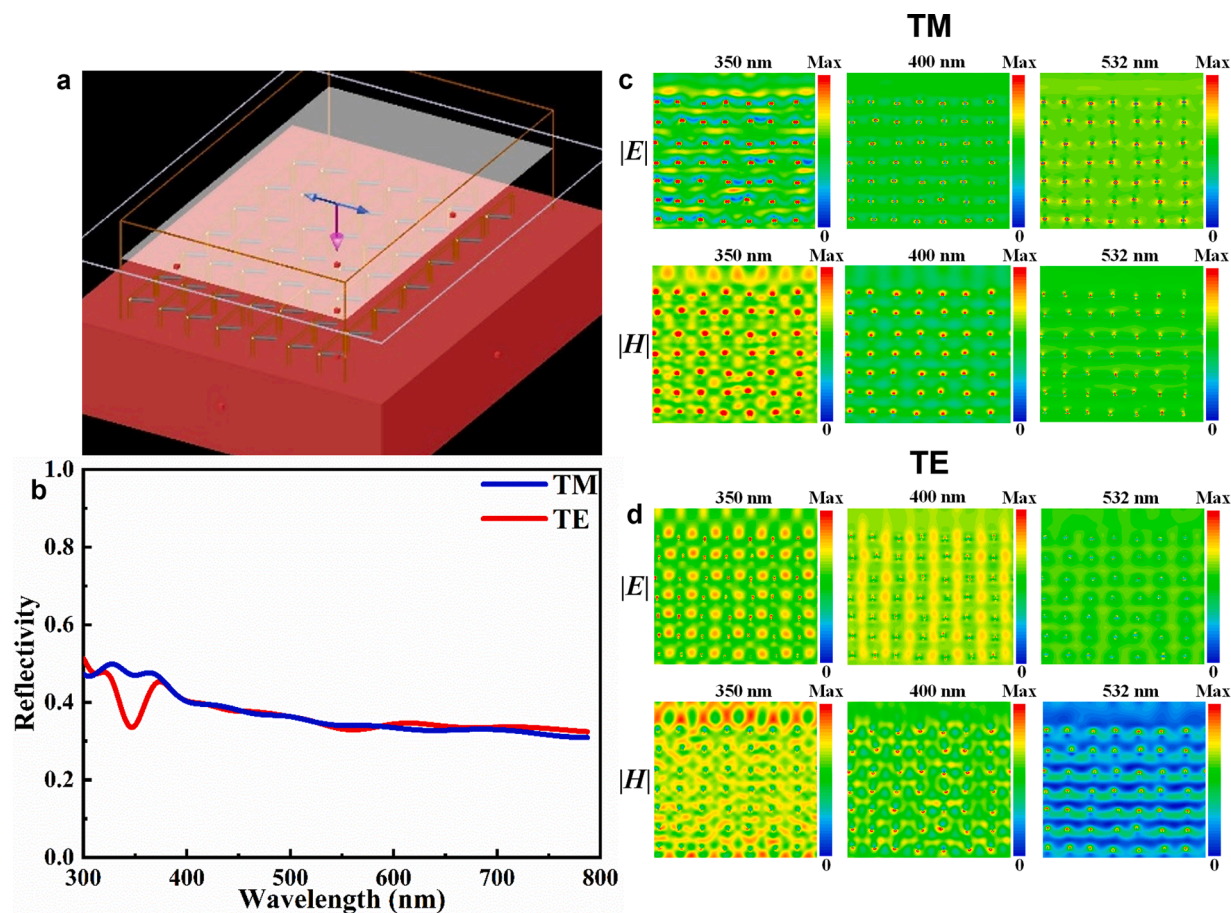 a
b
1.0
0.8
0.6
0.4
0.2
0.0
Reflectivity
300 400 500 600 700 800
Wavelength (nm)
TM
TE
TM
c
350 nm Max 400 nm Max 532 nm Max
|E|
0 0 0
350 nm Max 400 nm Max 532 nm Max
|H|
0 0 0
TE
d
350 nm Max 400 nm Max 532 nm Max
|E|
0 0 0
350 nm Max 400 nm Max 532 nm Max
|H|
0 0 0